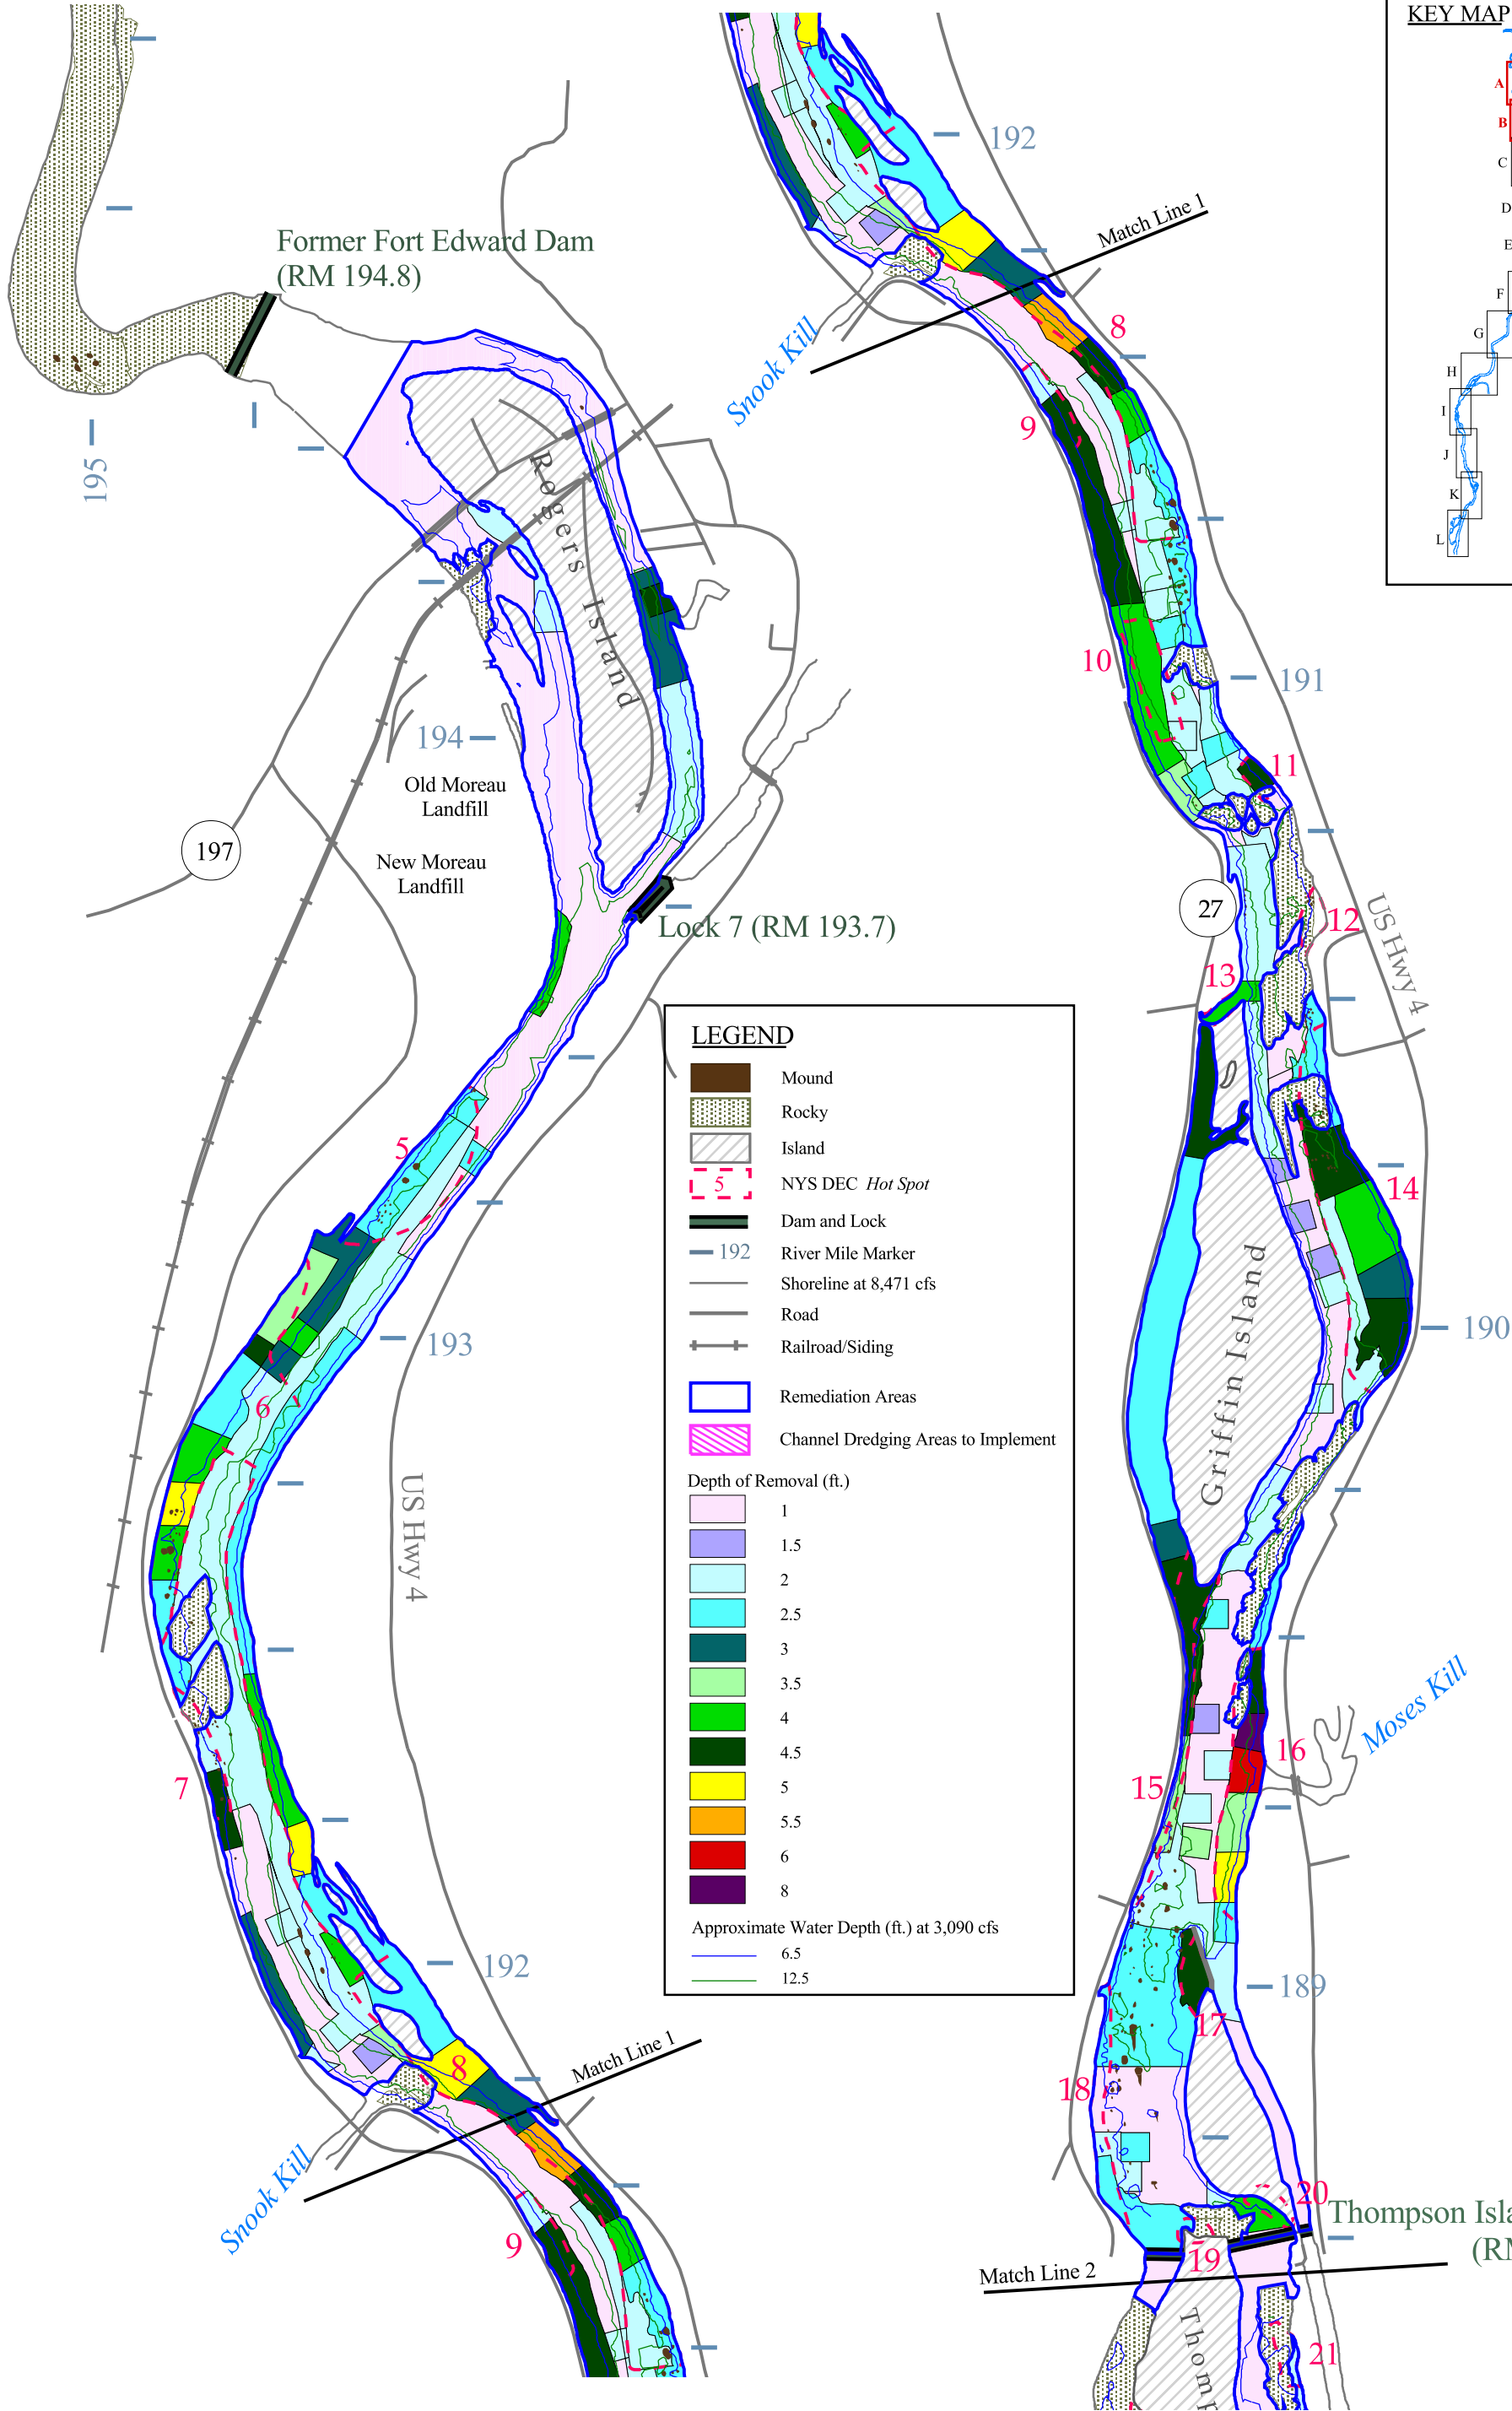 KEY MAP
A
B
C
D
E
F
G
H
I
J
K
L
Former Fort Edward Dam
(RM 194.8)
195
Rogers Island
194
Old Moreau
Landfill
New Moreau
Landfill
197
Lock 7 (RM 193.7)
5
193
6
US Hwy 4
7
192
8
Match Line 1
Snook Kill
9
192
Match Line 1
8
Snook Kill
9
10
191
11
27
12
US Hwy 4
13
14
Griffin Island
190
Moses Kill
16
15
189
17
18
20
19
Match Line 2
21
LEGEND
Mound
Rocky
Island
5 NYS DEC Hot Spot
Dam and Lock
192 River Mile Marker
Shoreline at 8,471 cfs
Road
Railroad/Siding
Remediation Areas
Channel Dredging Areas to Implement
Depth of Removal (ft.)
1
1.5
2
2.5
3
3.5
4
4.5
5
5.5
6
8
Approximate Water Depth (ft.) at 3,090 cfs
6.5
12.5
Thompson